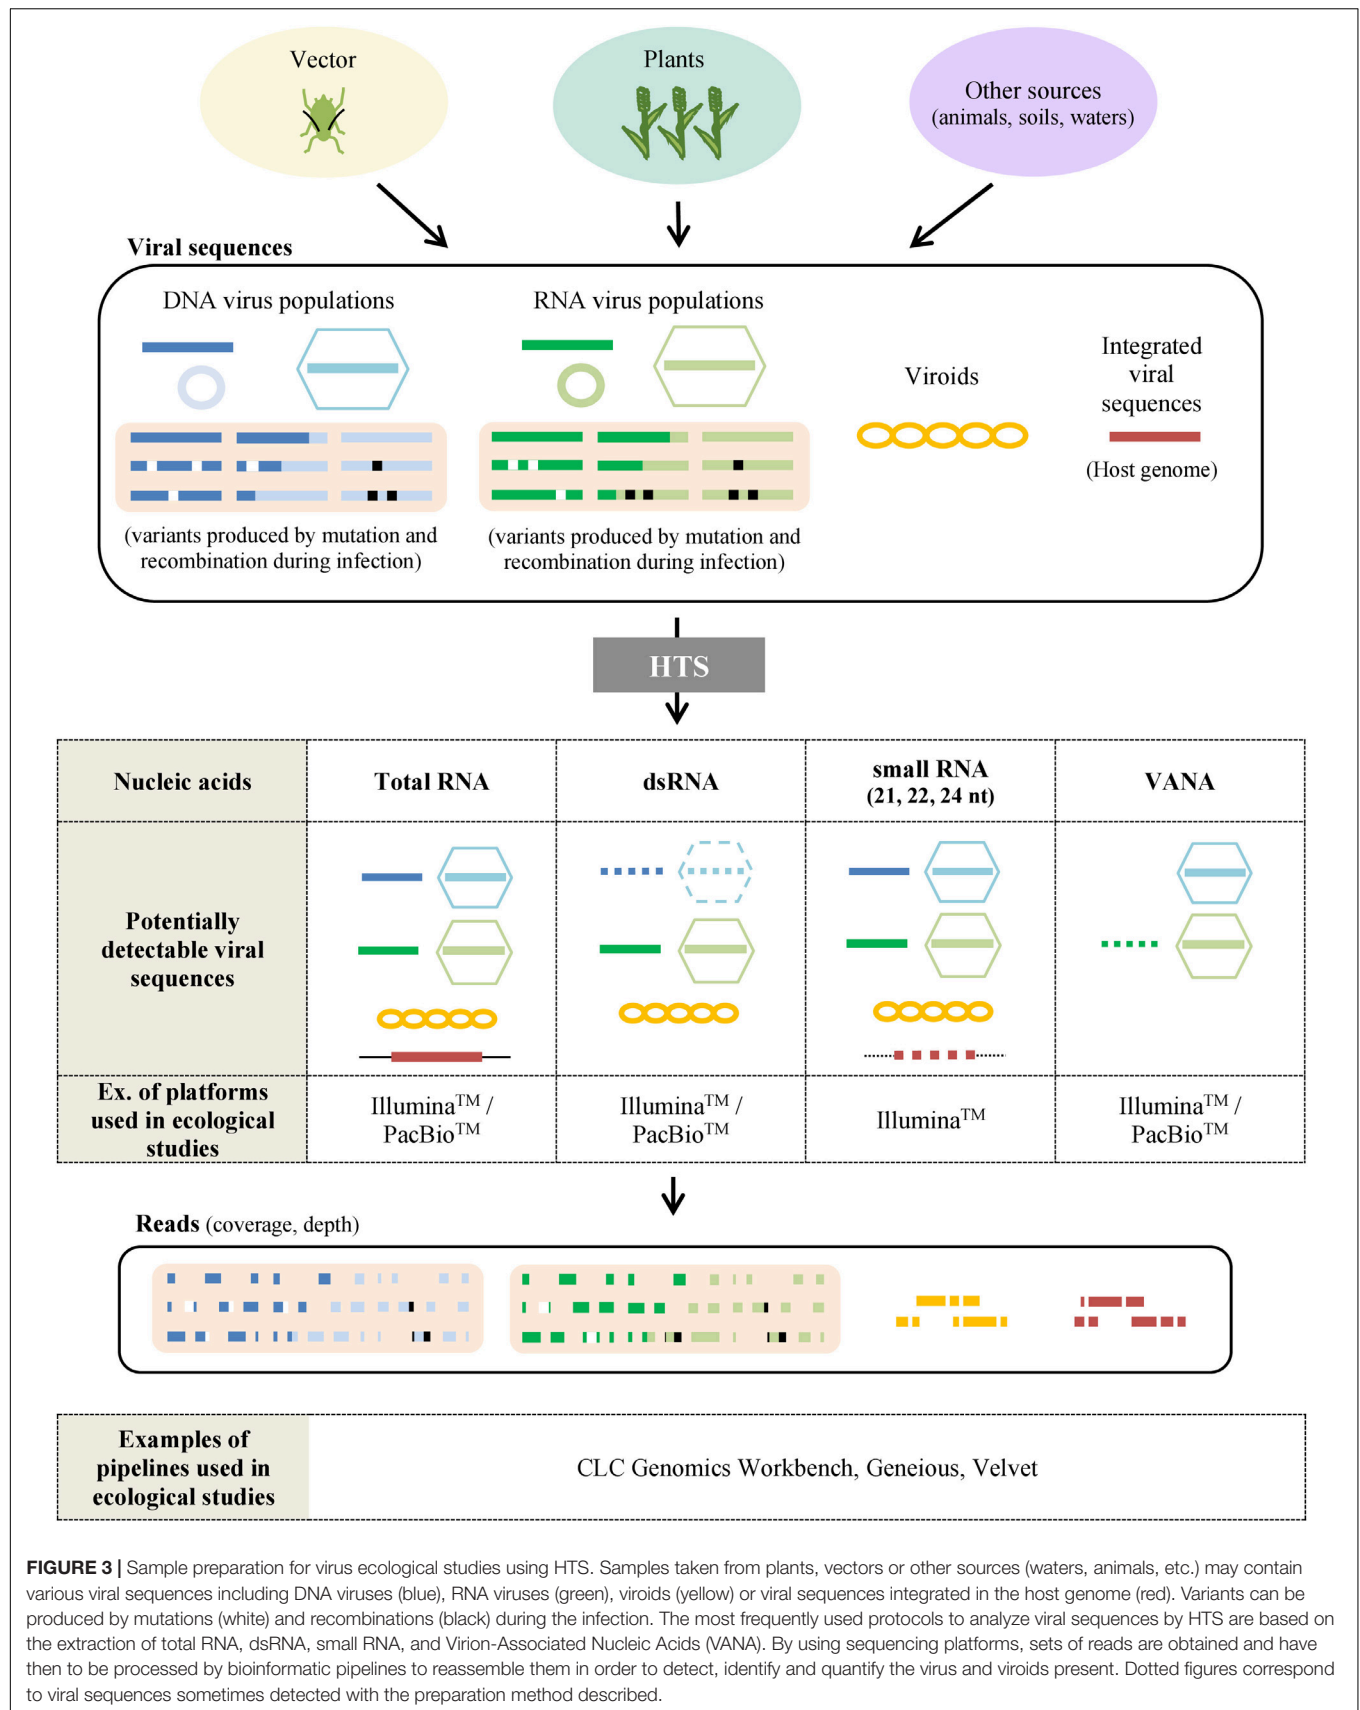 Vector
Plants
Other sources
(animals, soils, waters)
Viral sequences
DNA virus populations
RNA virus populations
Viroids
Integrated
viral
sequences
(Host genome)
(variants produced by mutation and
recombination during infection)
(variants produced by mutation and
recombination during infection)
HTS
Nucleic acids
Total RNA
dsRNA
small RNA
(21, 22, 24 nt)
VANA
Potentially
detectable viral
sequences
Ex. of platforms
used in ecological
studies
Illumina™ /
PacBio™
Illumina™ /
PacBio™
Illumina™
Illumina™ /
PacBio™
Reads (coverage, depth)
Examples of
pipelines used in
ecological studies
CLC Genomics Workbench, Geneious, Velvet
FIGURE 3 | Sample preparation for virus ecological studies using HTS. Samples taken from plants, vectors or other sources (waters, animals, etc.) may contain
various viral sequences including DNA viruses (blue), RNA viruses (green), viroids (yellow) or viral sequences integrated in the host genome (red). Variants can be
produced by mutations (white) and recombinations (black) during the infection. The most frequently used protocols to analyze viral sequences by HTS are based on
the extraction of total RNA, dsRNA, small RNA, and Virion-Associated Nucleic Acids (VANA). By using sequencing platforms, sets of reads are obtained and have
then to be processed by bioinformatic pipelines to reassemble them in order to detect, identify and quantify the virus and viroids present. Dotted figures correspond
to viral sequences sometimes detected with the preparation method described.